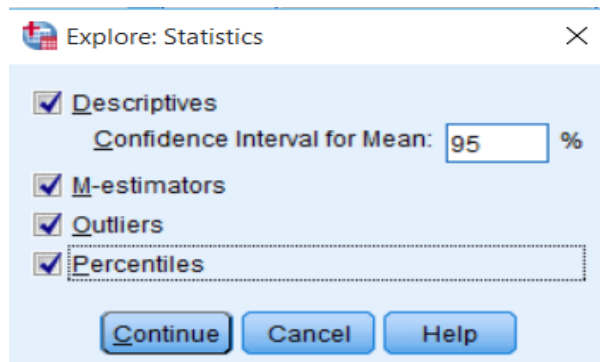 Explore: Statistics
Descriptives
Confidence Interval for Mean: 95 %
M-estimators
Outliers
Percentiles
Continue Cancel Help